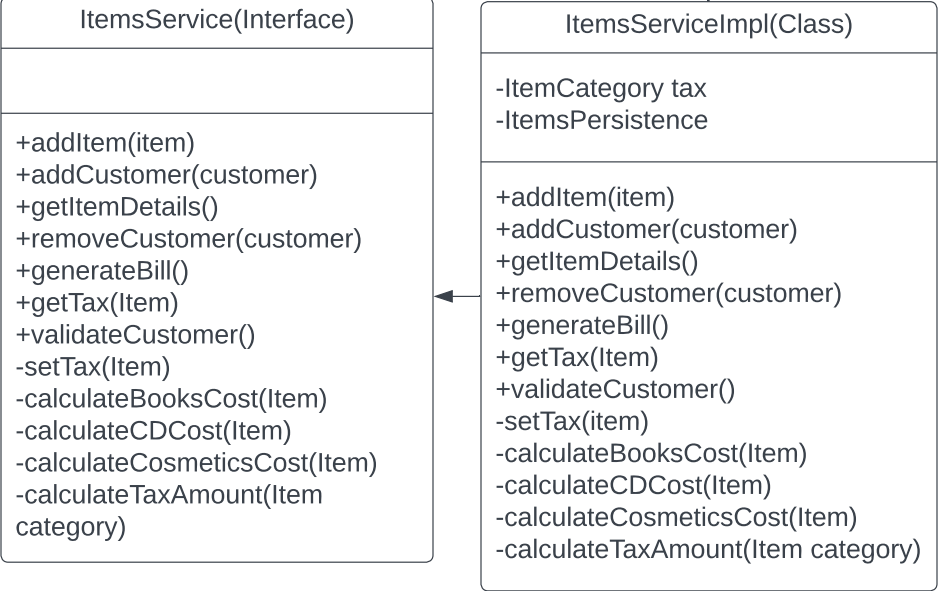 ItemsService(Interface)
+addItem(item)
+addCustomer(customer)
+getItemDetails()
+removeCustomer(customer)
+generateBill()
+getTax(Item)
+validateCustomer()
-setTax(Item)
-calculateBooksCost(Item)
-calculateCDCost(Item)
-calculateCosmeticsCost(Item)
-calculateTaxAmount(Item
category)
ItemsServiceImpl(Class)
-ItemCategory tax
-ItemsPersistence
+addItem(item)
+addCustomer(customer)
+getItemDetails()
+removeCustomer(customer)
+generateBill()
+getTax(Item)
+validateCustomer()
-setTax(item)
-calculateBooksCost(Item)
-calculateCDCost(Item)
-calculateCosmeticsCost(Item)
-calculateTaxAmount(Item category)